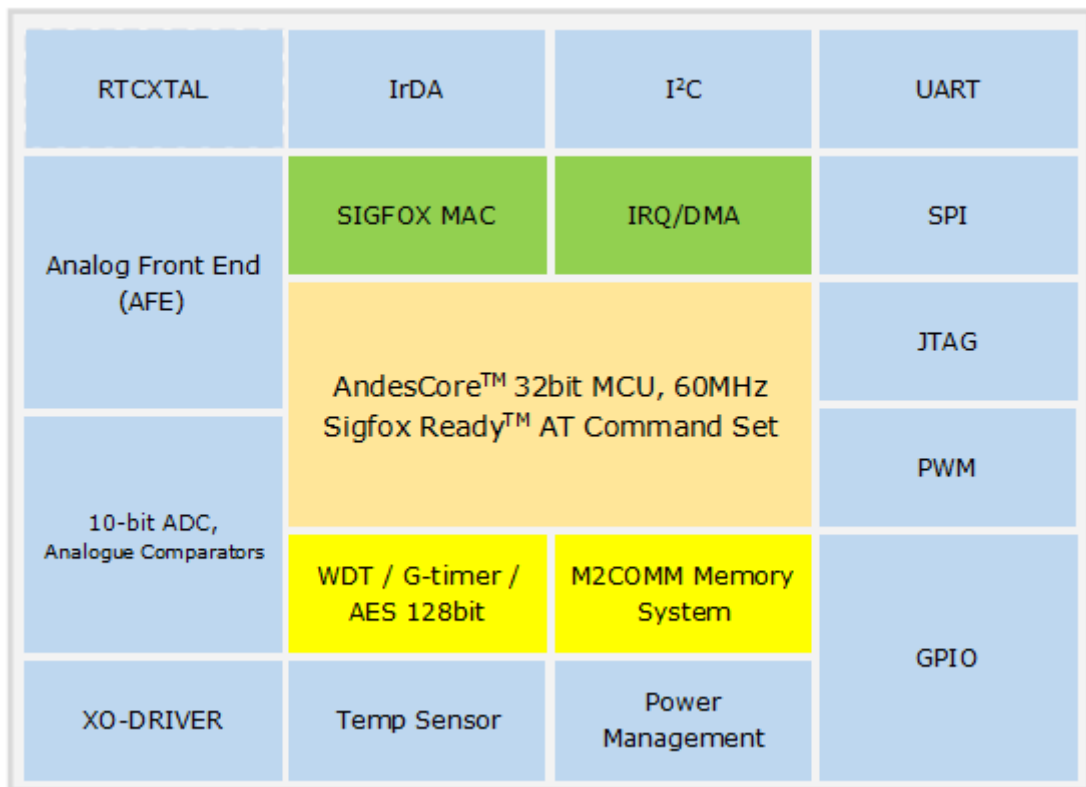 RTCXTAL
IrDA
I²C
UART
Analog Front End
(AFE)
SIGFOX MAC
IRQ/DMA
SPI
AndesCore™ 32bit MCU, 60MHz
Sigfox Ready™ AT Command Set
JTAG
PWM
10-bit ADC,
Analogue Comparators
WDT / G-timer /
AES 128bit
M2COMM Memory
System
GPIO
XO-DRIVER
Temp Sensor
Power
Management